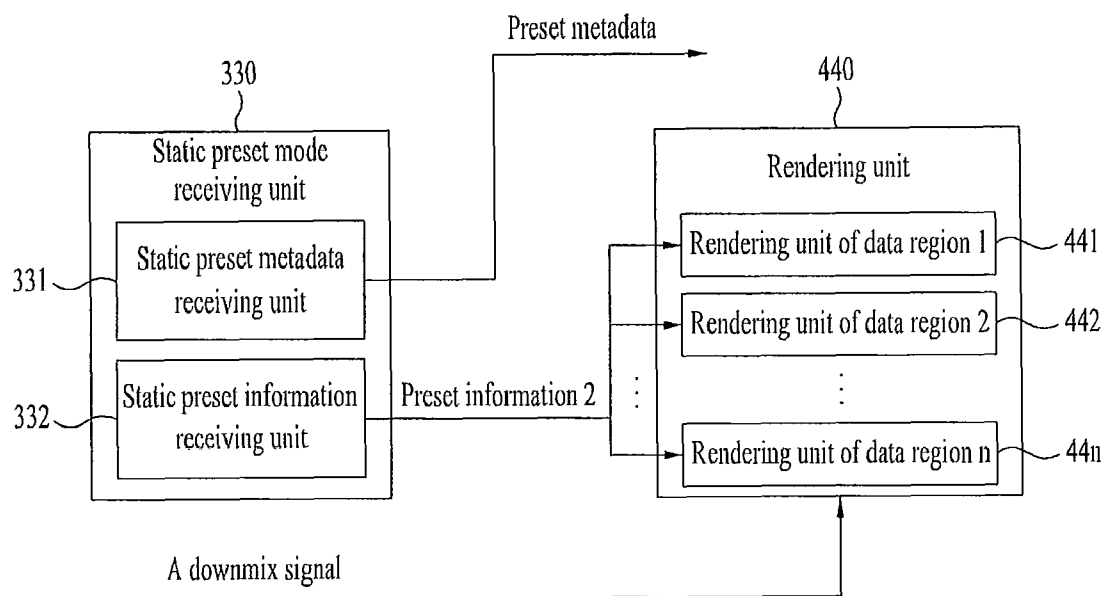 Preset metadata
330
440
Static preset mode
receiving unit
Rendering unit
Static preset metadata
receiving unit
331
Rendering unit of data region 1
441
Rendering unit of data region 2
442
Static preset information
receiving unit
332
Preset information 2
Rendering unit of data region n
44n
A downmix signal